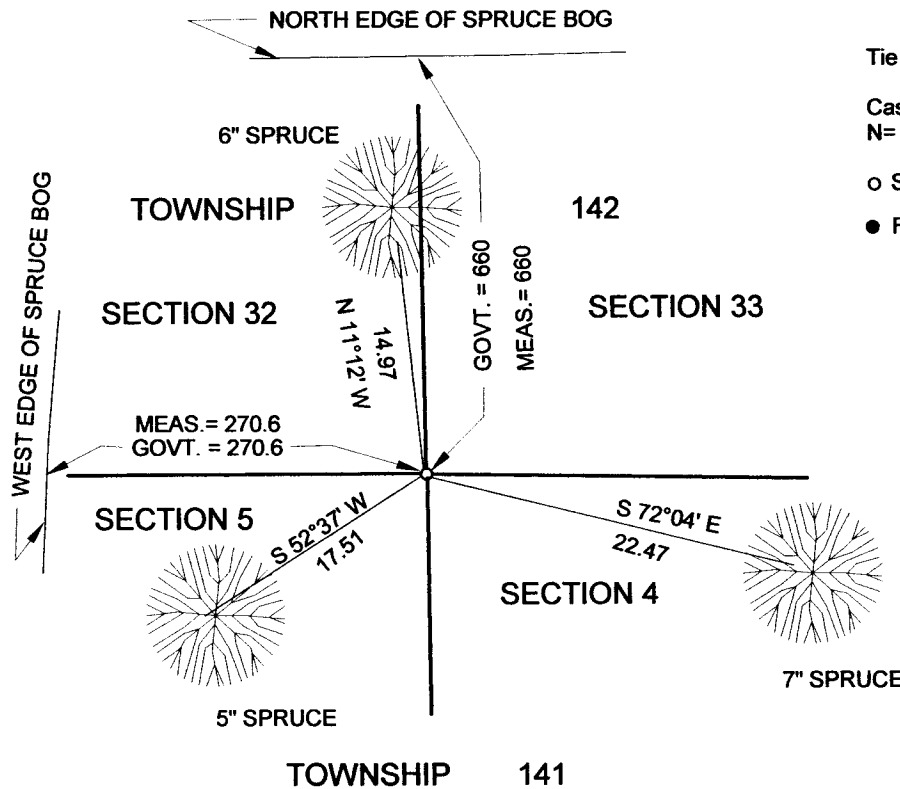 NORTH EDGE OF SPRUCE BOG
Tie
Cas
N=
S
F
6" SPRUCE
TOWNSHIP 142
WEST EDGE OF SPRUCE BOG
SECTION 32
SECTION 33
GOVT. = 660
MEAS.= 660
14.97
N 11°12' W
MEAS.= 270.6
GOVT. = 270.6
SECTION 5
S 52°37' W
17.51
S 72°04' E
22.47
SECTION 4
5" SPRUCE
7" SPRUCE
TOWNSHIP 141